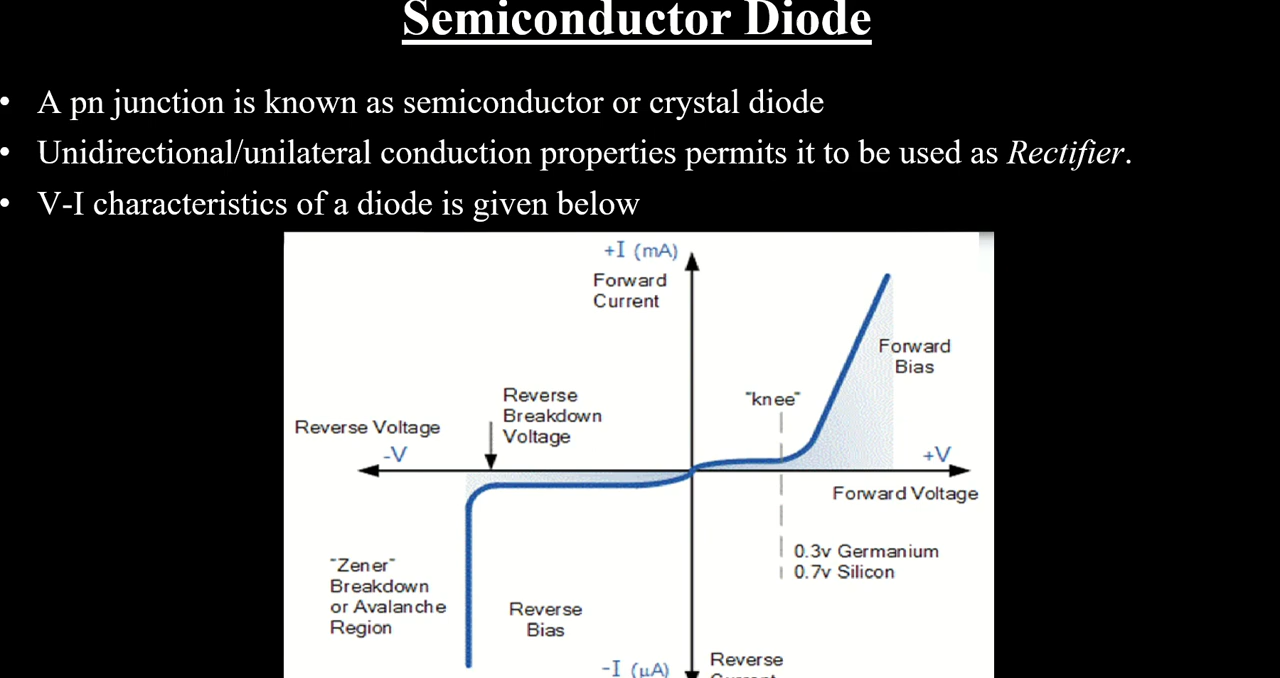 Semiconductor Diode
• A pn junction is known as semiconductor or crystal diode
• Unidirectional/unilateral conduction properties permits it to be used as Rectifier.
• V-I characteristics of a diode is given below
+I (mA)
Forward
Current
Forward
Bias
Reverse
Breakdown
Voltage
"knee"
Reverse Voltage
-V
+V
Forward Voltage
0.3v Germanium
0.7v Silicon
"Zener"
Breakdown
or Avalanche
Region
Reverse
Bias
-I (μA)
Reverse
Current